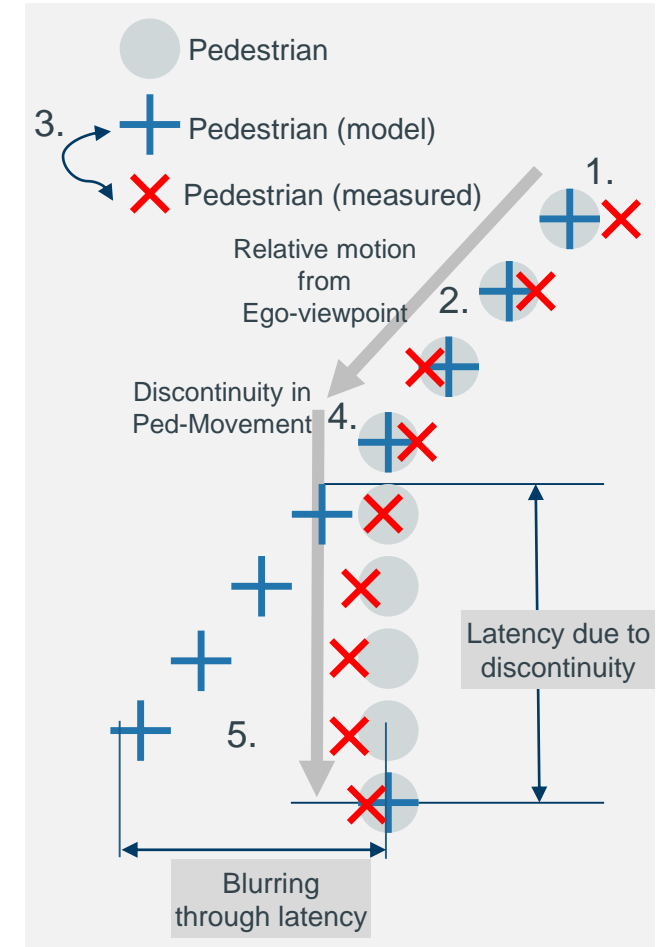 Pedestrian
3.
Pedestrian (model)
Pedestrian (measured)
1.
Relative motion
from
Ego-viewpoint
2.
Discontinuity in
Ped-Movement
4.
Latency due to
discontinuity
5.
Blurring
through latency